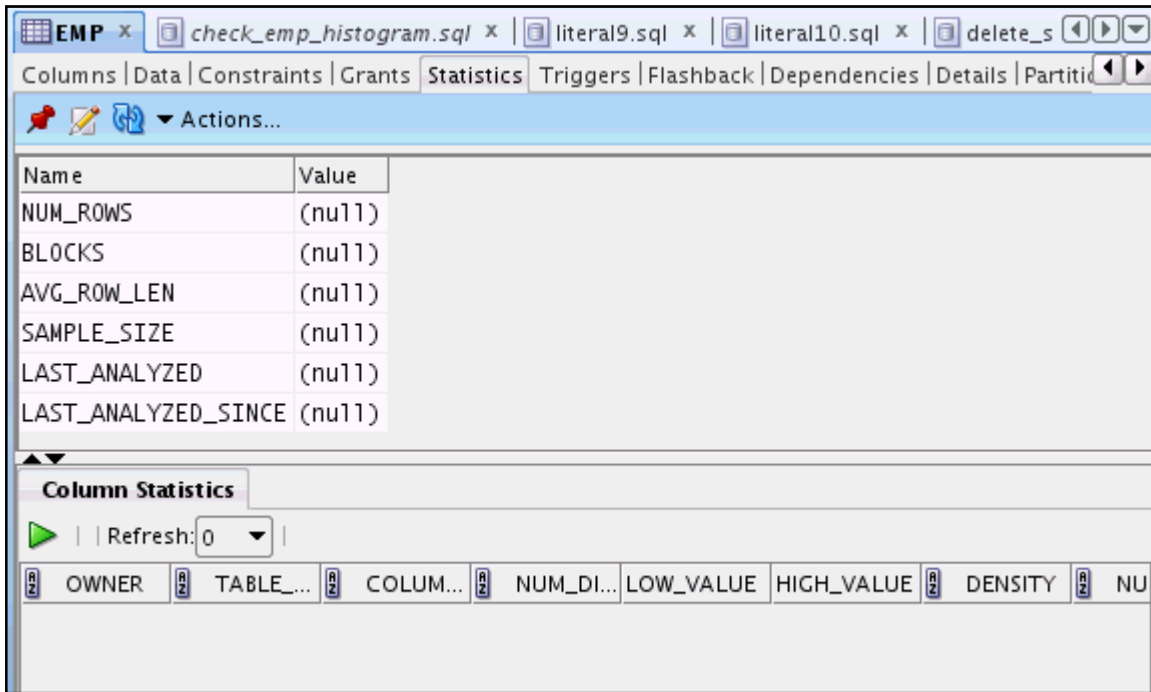 EMP x check_emp_histogram.sql x literal9.sql x literal10.sql x delete_s
Columns | Data | Constraints | Grants Statistics Triggers | Flashback | Dependencies | Details | Partitio
Actions...
Name Value
NUM_ROWS (null)
BLOCKS (null)
AVG_ROW_LEN (null)
SAMPLE_SIZE (null)
LAST_ANALYZED (null)
LAST_ANALYZED_SINCE (null)
Column Statistics
Refresh: 0
OWNER TABLE_... COLUM... NUM_DI... LOW_VALUE HIGH_VALUE DENSITY NU